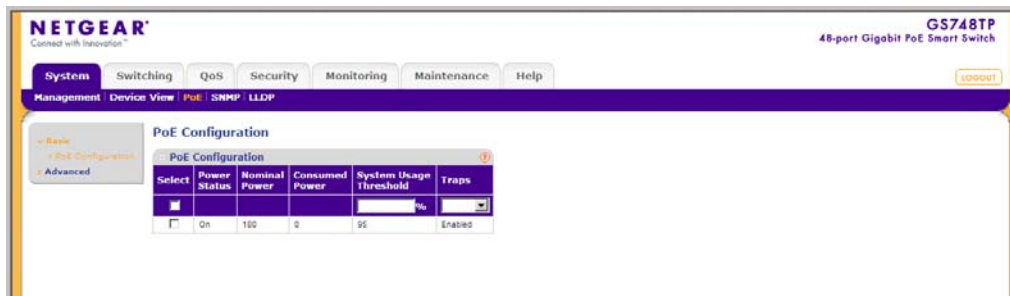 NETGEAR®
Connect with Innovation™
GS748TP
48-port Gigabit PoE Smart Switch
System Switching QoS Security Monitoring Maintenance Help
LOGOUT
Management Device View PoE SNMP LLDP
Basic
PoE Configuration
Advanced
PoE Configuration
PoE Configuration
Select Power Status Nominal Power Consumed Power System Usage Threshold Traps
%
On 180 0 95 Enabled